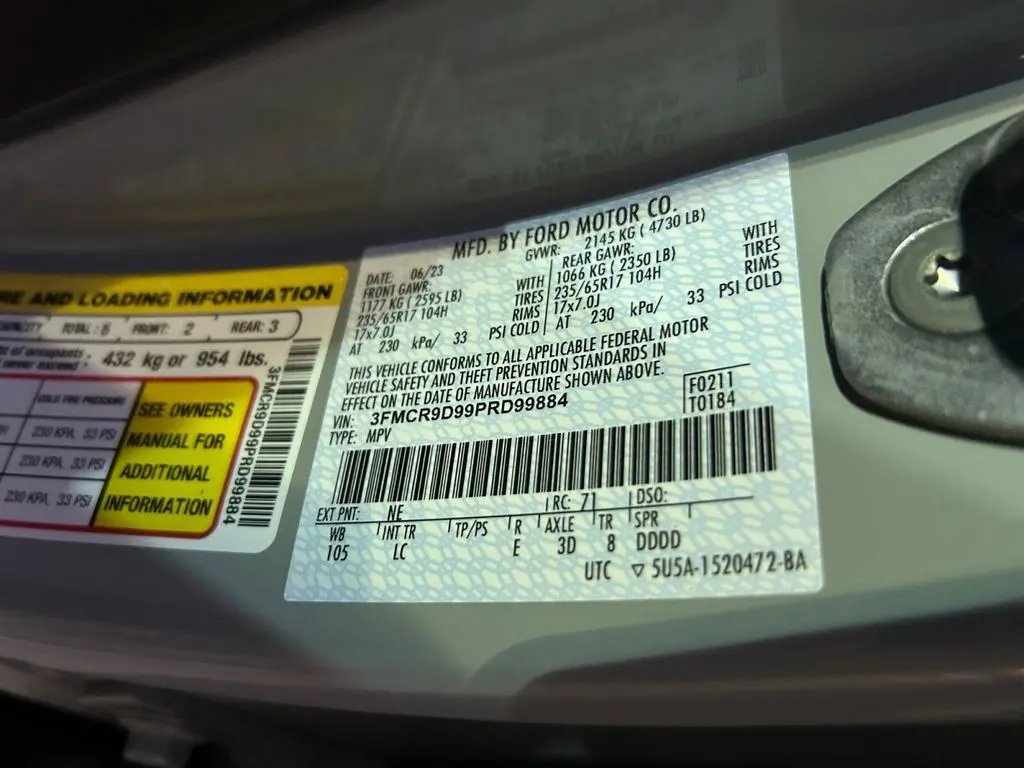 RE AND LOADING INFORMATION
TOTAL: 5 FRONT: 2 REAR: 3
432 kg or 954 lbs.
COLD TIRE PRESSURE
230 KPA, 33 PSI
230 KPA, 33 PSI
230 KPA, 33 PSI
SEE OWNERS
MANUAL FOR
ADDITIONAL
INFORMATION
3FMCR9D99PRD99884
MFD. BY FORD MOTOR CO.
DATE: 06/23 GVWR: 2145 KG ( 4730 LB)
FRONT GAWR: WITH
1177 KG ( 2595 LB) TIRES
235/65R17 104H RIMS
17x7.0J
AT 230 kPa/ 33 PSI COLD
REAR GAWR: WITH
1066 KG ( 2350 LB) TIRES
235/65R17 104H RIMS
17x7.0J
AT 230 kPa/ 33 PSI COLD
THIS VEHICLE CONFORMS TO ALL APPLICABLE FEDERAL MOTOR
VEHICLE SAFETY AND THEFT PREVENTION STANDARDS IN
EFFECT ON THE DATE OF MANUFACTURE SHOWN ABOVE.
VIN: 3FMCR9D99PRD99884
TYPE: MPV
F0211
T0184
EXT PNT: NE RC: 71 DSO:
WB INT TR TP/PS R AXLE TR SPR
105 LC E 3D 8 DDDD
UTC ▽ 5U5A-1520472-BA